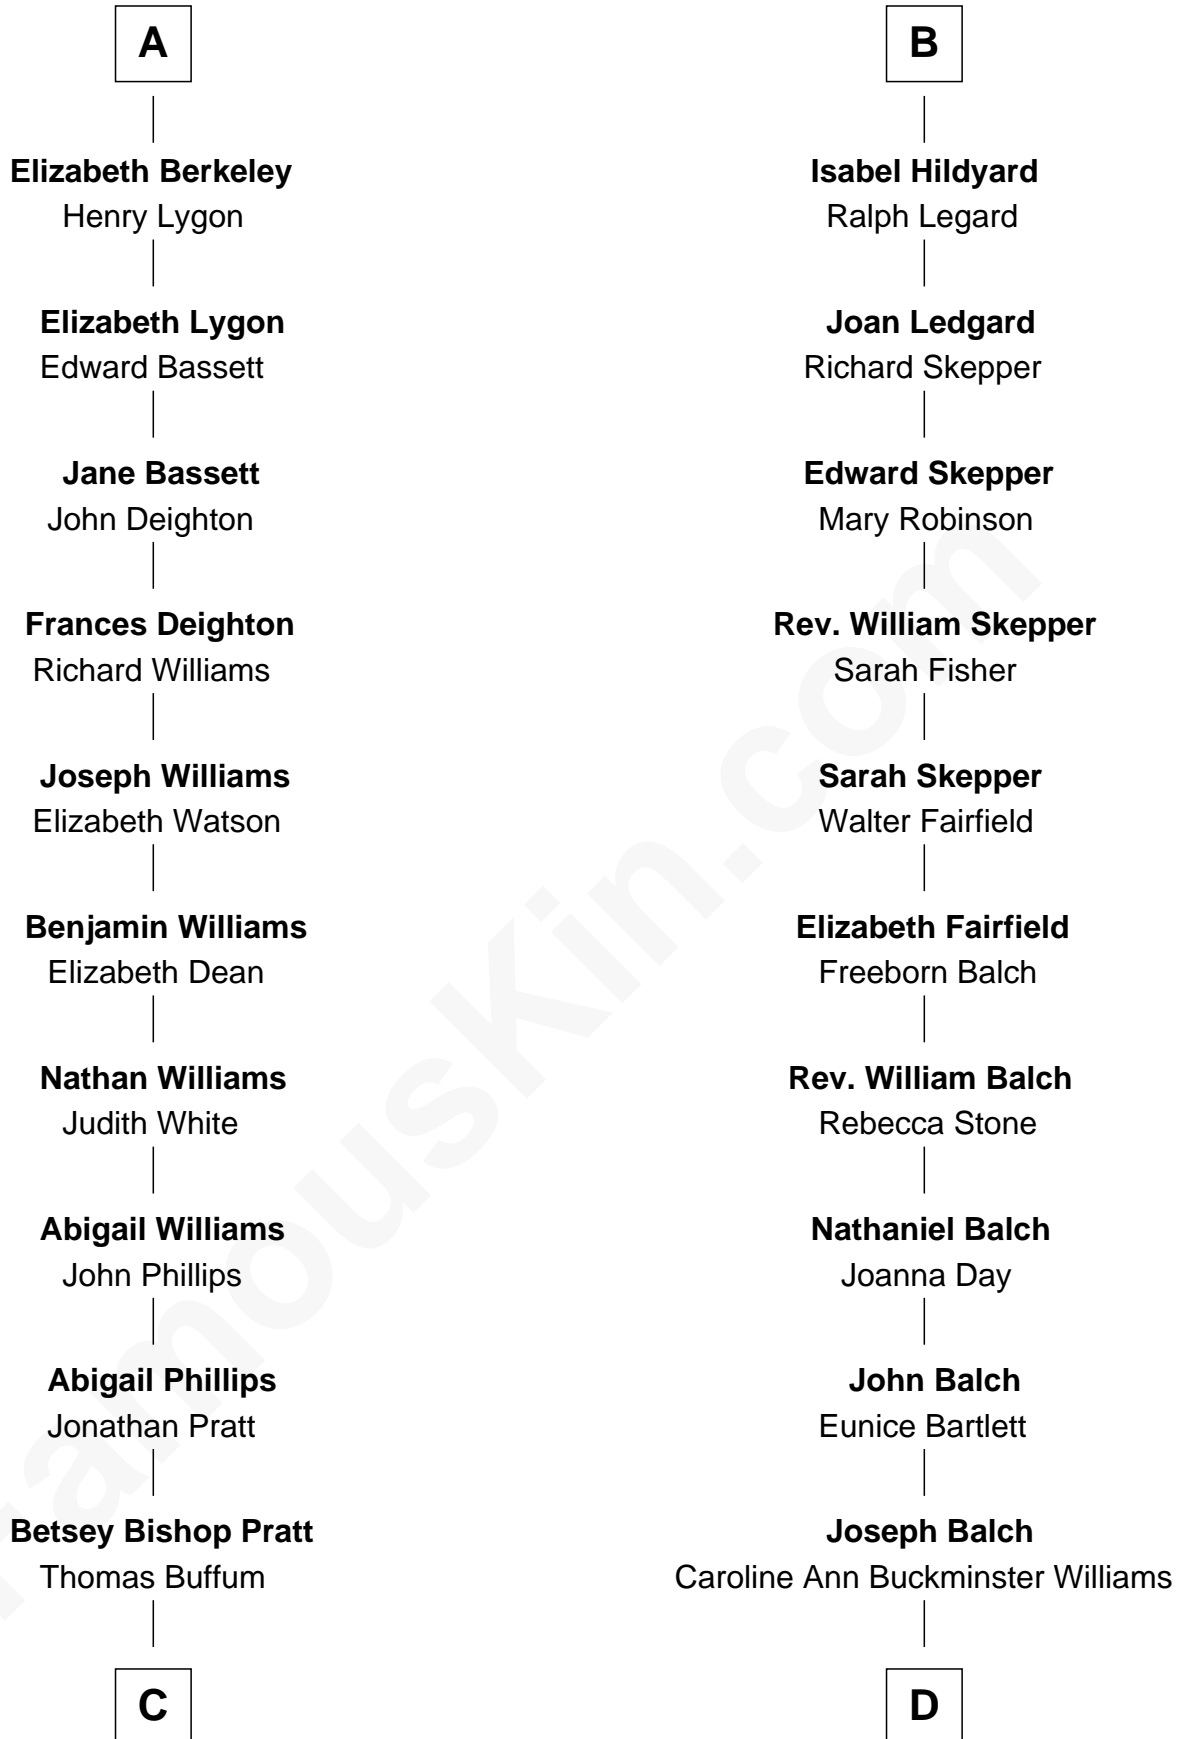 A
Elizabeth Berkeley
Henry Lygon
Elizabeth Lygon
Edward Bassett
Jane Bassett
John Deighton
Frances Deighton
Richard Williams
Joseph Williams
Elizabeth Watson
Benjamin Williams
Elizabeth Dean
Nathan Williams
Judith White
Abigail Williams
John Phillips
Abigail Phillips
Jonathan Pratt
Betsey Bishop Pratt
Thomas Buffum
C
B
Isabel Hildyard
Ralph Legard
Joan Ledgard
Richard Skepper
Edward Skepper
Mary Robinson
Rev. William Skepper
Sarah Fisher
Sarah Skepper
Walter Fairfield
Elizabeth Fairfield
Freeborn Balch
Rev. William Balch
Rebecca Stone
Nathaniel Balch
Joanna Day
John Balch
Eunice Bartlett
Joseph Balch
Caroline Ann Buckminster Williams
D
FamousKin.com